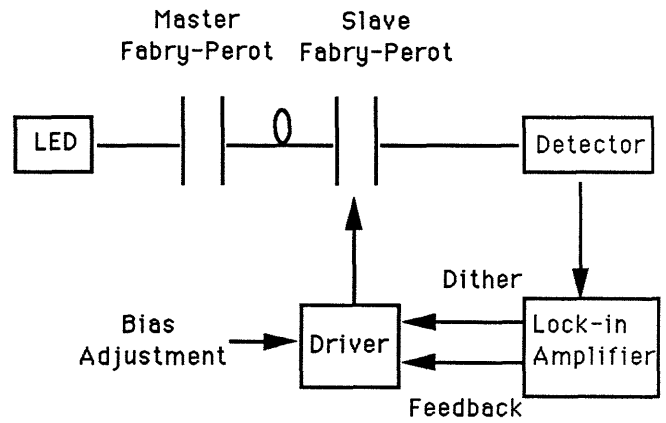 Master
Fabry-Perot
Slave
Fabry-Perot
LED
Detector
Dither
Bias
Adjustment
Driver
Lock-in
Amplifier
Feedback